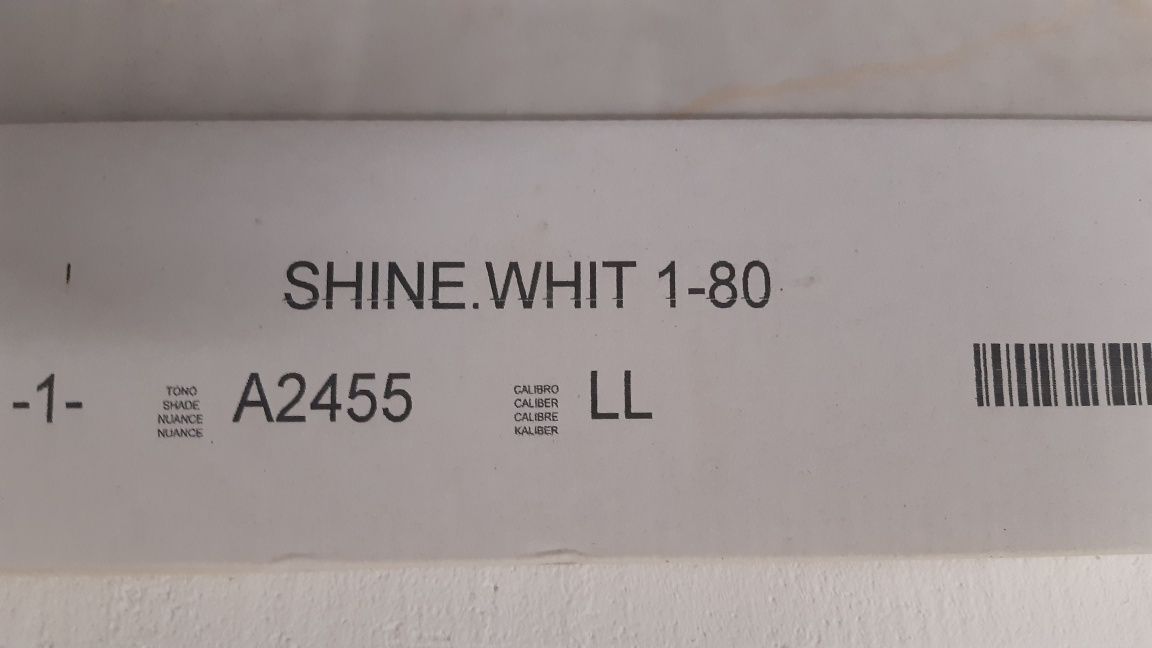 SHINE.WHIT 1-80
-1-
TONO
SHADE
NUANCE
NUANCE
A2455
CALIBRO
CALIBER
CALIBRE
KALIBER
LL